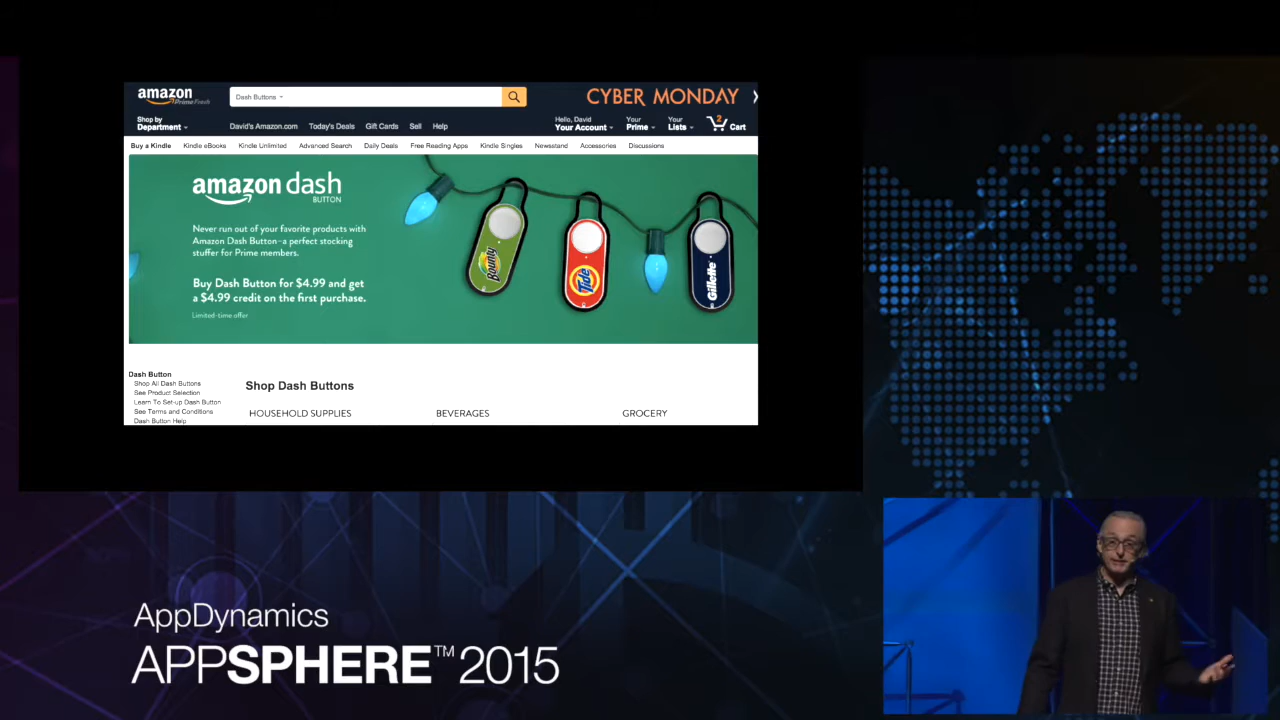 amazon
PrimeFresh
Dash Buttons
CYBER MONDAY
Shop by
Department
David's Amazon.com Today's Deals Gift Cards Sell Help
Hello, David
Your Account
Your
Prime
Your
Lists
2
Cart
Buy a Kindle Kindle eBooks Kindle Unlimited Advanced Search Daily Deals Free Reading Apps Kindle Singles Newsstand Accessories Discussions
amazon dash
BUTTON
Never run out of your favorite products with
Amazon Dash Button–a perfect stocking
stuffer for Prime members.
Buy Dash Button for $4.99 and get
a $4.99 credit on the first purchase.
Limited-time offer
Bounty
Tide
Gillette
Dash Button
Shop All Dash Buttons
See Product Selection
Learn To Set-up Dash Button
See Terms and Conditions
Dash Button Help
Shop Dash Buttons
HOUSEHOLD SUPPLIES BEVERAGES GROCERY
AppDynamics
APPSPHERE™ 2015